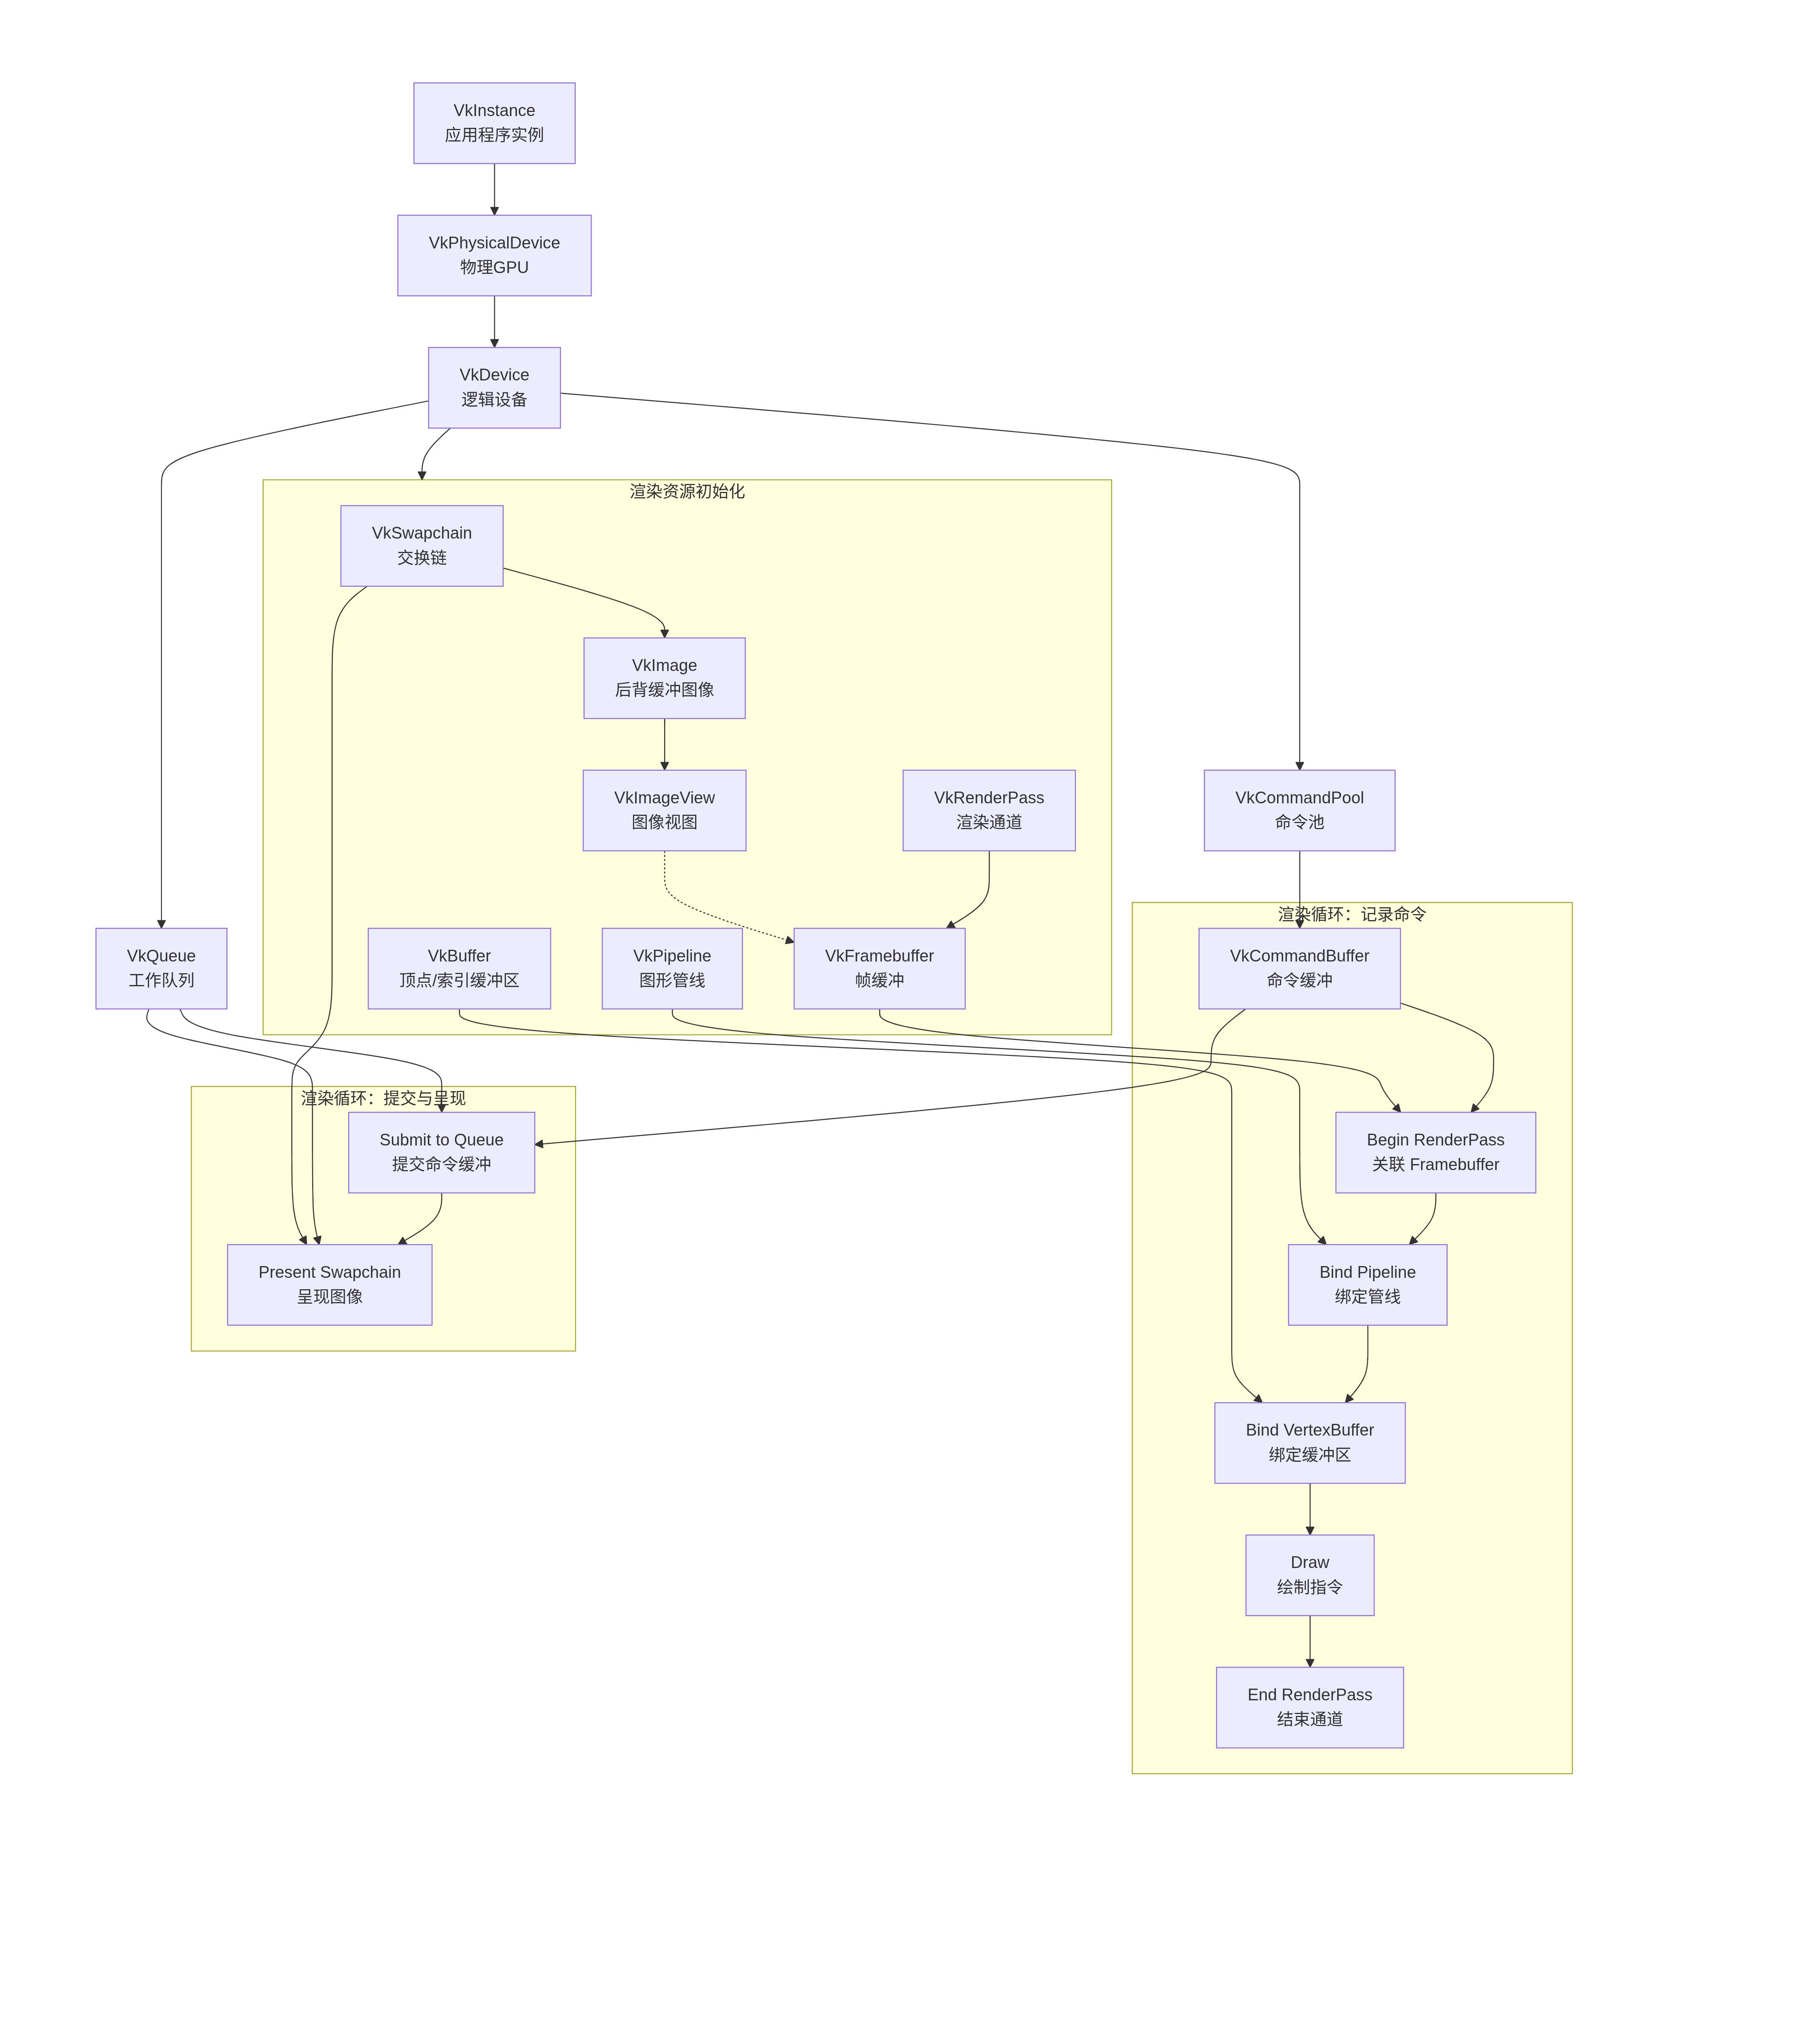 VkInstance
应用程序实例
VkPhysicalDevice
物理GPU
VkDevice
逻辑设备
渲染资源初始化
VkSwapchain
交换链
VkImage
后背缓冲图像
VkImageView
图像视图
VkRenderPass
渲染通道
VkCommandPool
命令池
VkQueue
工作队列
VkBuffer
顶点/索引缓冲区
VkPipeline
图形管线
VkFramebuffer
帧缓冲
渲染循环：记录命令
VkCommandBuffer
命令缓冲
渲染循环：提交与呈现
Submit to Queue
提交命令缓冲
Begin RenderPass
关联 Framebuffer
Present Swapchain
呈现图像
Bind Pipeline
绑定管线
Bind VertexBuffer
绑定缓冲区
Draw
绘制指令
End RenderPass
结束通道